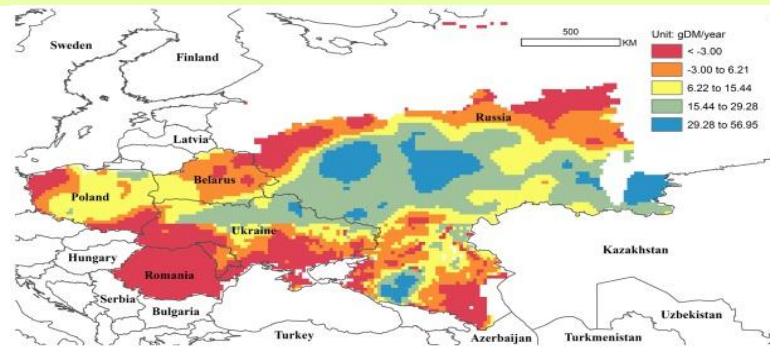 Sweden
Finland
500
KM
Unit: gDM/year
< -3.00
-3.00 to 6.21
6.22 to 15.44
15.44 to 29.28
29.28 to 56.95
Russia
Latvia
Belarus
Poland
Ukraine
Hungary
Kazakhstan
Romania
Serbia
Bulgaria
Uzbekistan
Turkey
Azerbaijan
Turkmenistan